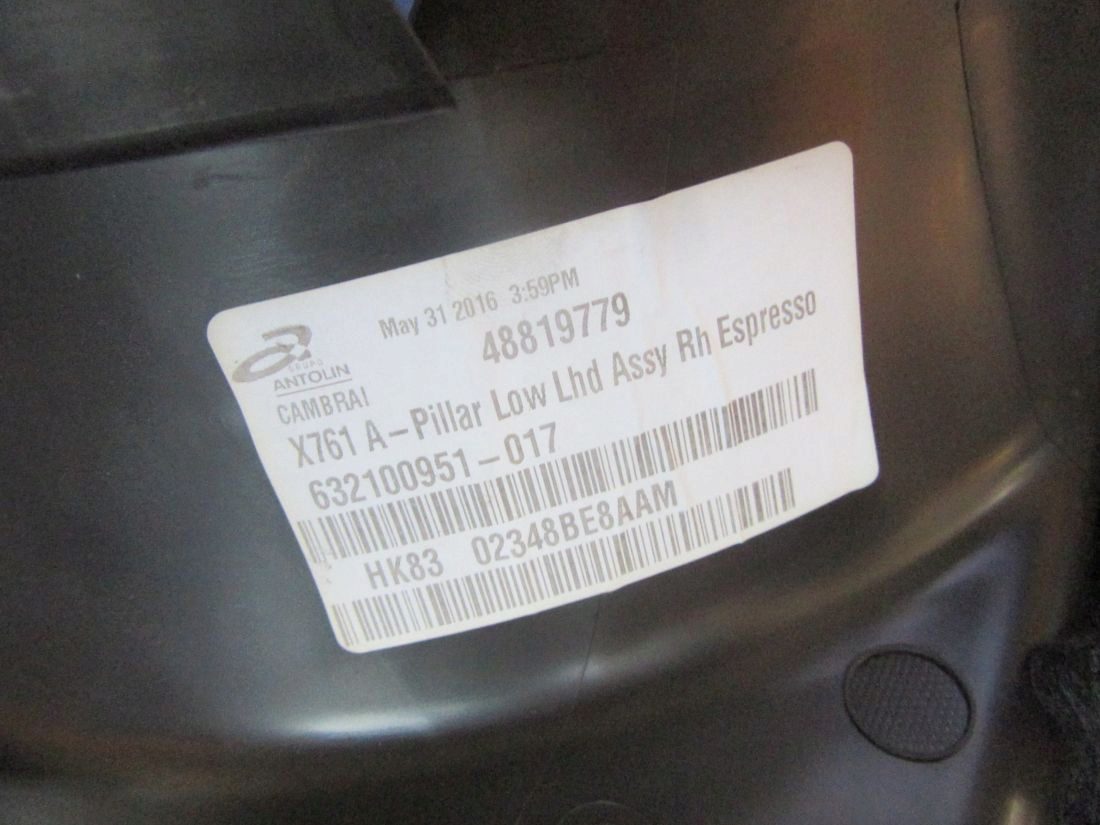 May 31 2016 3:59PM
48819779
GRUPO
ANTOLIN
CAMBRAI
X761 A-Pillar Low Lhd Assy Rh Espresso
632100951-017
HK83 02348BE8AAM